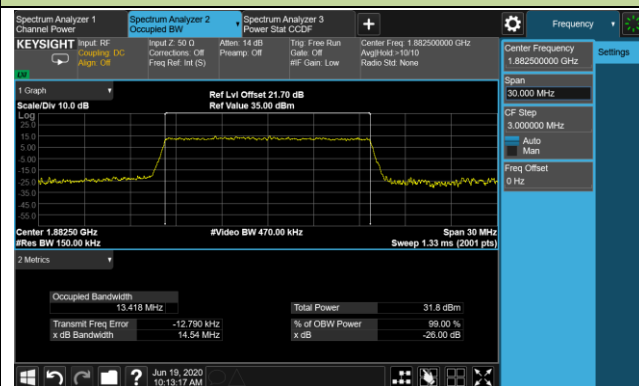 Spectrum Analyzer 1
Channel Power
Spectrum Analyzer 2
Occupied BW
Spectrum Analyzer 3
Power Stat CCDF
+
Frequency
KEYSIGHT
Input: RF
Coupling: DC
Align: Off
Input Z: 50 Ω
Corrections: Off
Freq Ref: Int (S)
Atten: 14 dB
Preamp: Off
Trig: Free Run
Gate: Off
#IF Gain: Low
Center Freq: 1.882500000 GHz
Avg|Hold:>10/10
Radio Std: None
LXI
Center Frequency
1.882500000 GHz
Settings
Span
30.000 MHz
CF Step
3.000000 MHz
Auto
Man
Freq Offset
0 Hz
1 Graph
Scale/Div 10.0 dB
Ref Lvl Offset 21.70 dB
Ref Value 35.00 dBm
Log
25.0
15.0
5.00
-5.00
-15.0
-25.0
-35.0
-45.0
-55.0
Center 1.88250 GHz
#Res BW 150.00 kHz
#Video BW 470.00 kHz
Span 30 MHz
Sweep 1.33 ms (2001 pts)
2 Metrics
Occupied Bandwidth
13.418 MHz
Total Power 31.8 dBm
Transmit Freq Error -12.790 kHz
% of OBW Power 99.00 %
x dB Bandwidth 14.54 MHz
x dB -26.00 dB
?
Jun 19, 2020
10:13:17 AM